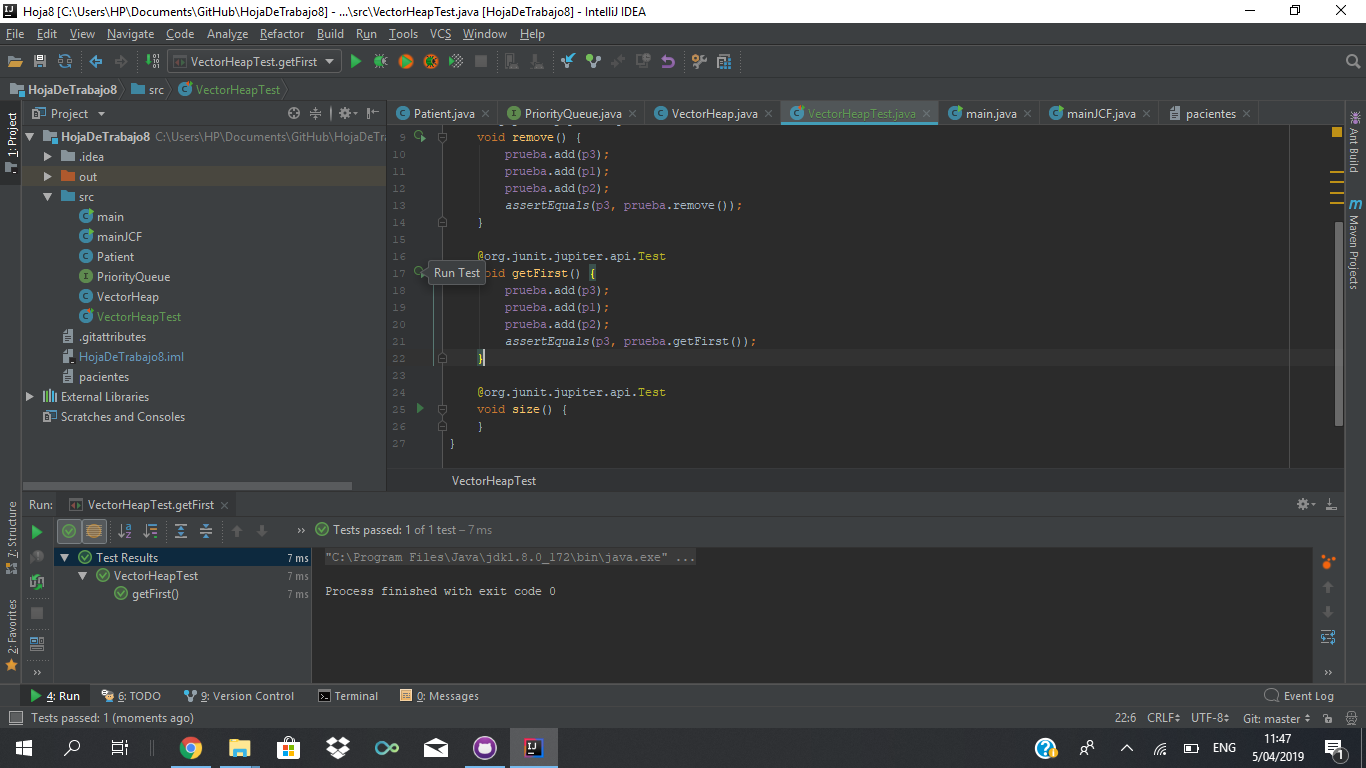 Hoja8 [C:\Users\HP\Documents\GitHub\HojaDeTrabajo8] - ...\src\VectorHeapTest.java [HojaDeTrabajo8] - IntelliJ IDEA
File Edit View Navigate Code Analyze Refactor Build Run Tools VCS Window Help
VectorHeapTest.getFirst
HojaDeTrabajo8 src VectorHeapTest
Project
Patient.java PriorityQueue.java VectorHeap.java VectorHeapTest.java main.java mainJCF.java pacientes
1: Project
HojaDeTrabajo8 C:\Users\HP\Documents\GitHub\HojaDeTra
.idea
out
src
main
mainJCF
Patient
PriorityQueue
VectorHeap
VectorHeapTest
.gitattributes
HojaDeTrabajo8.iml
pacientes
External Libraries
Scratches and Consoles
9 void remove() {
10 prueba.add(p3);
11 prueba.add(p1);
12 prueba.add(p2);
13 assertEquals(p3, prueba.remove());
14 }
15
16 @org.junit.jupiter.api.Test
17 void getFirst() {
Run Test
18 prueba.add(p3);
19 prueba.add(p1);
20 prueba.add(p2);
21 assertEquals(p3, prueba.getFirst());
22 }
23
24 @org.junit.jupiter.api.Test
25 void size() {
26 }
27 }
VectorHeapTest
Ant Build
Maven Projects
7: Structure
2: Favorites
Run: VectorHeapTest.getFirst
Tests passed: 1 of 1 test – 7 ms
Test Results 7 ms
VectorHeapTest 7 ms
getFirst() 7 ms
"C:\Program Files\Java\jdk1.8.0_172\bin\java.exe" ...
Process finished with exit code 0
4: Run 6: TODO 9: Version Control Terminal 0: Messages Event Log
Tests passed: 1 (moments ago) 22:6 CRLF UTF-8 Git: master
ENG
11:47
5/04/2019
1